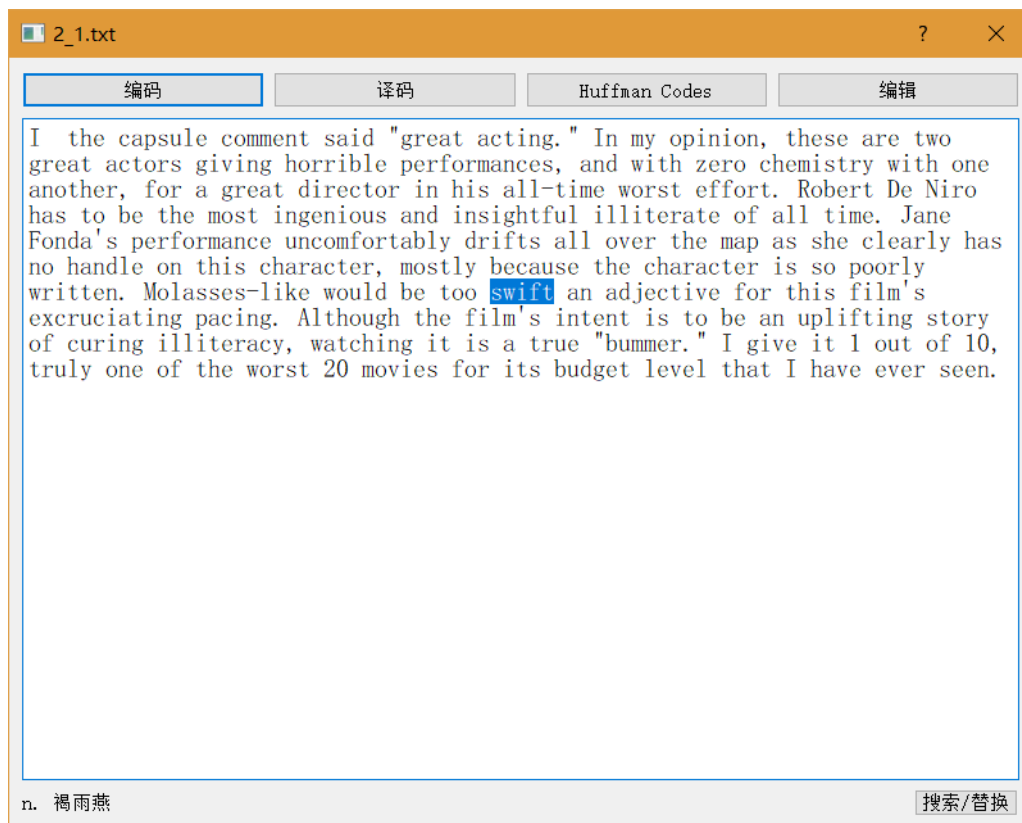 2_1.txt ? ×
编码 译码 Huffman Codes 编辑
I  the capsule comment said "great acting." In my opinion, these are two
great actors giving horrible performances, and with zero chemistry with one
another, for a great director in his all-time worst effort. Robert De Niro
has to be the most ingenious and insightful illiterate of all time. Jane
Fonda's performance uncomfortably drifts all over the map as she clearly has
no handle on this character, mostly because the character is so poorly
written. Molasses-like would be too swift an adjective for this film's
excruciating pacing. Although the film's intent is to be an uplifting story
of curing illiteracy, watching it is a true "bummer." I give it 1 out of 10,
truly one of the worst 20 movies for its budget level that I have ever seen.
n. 褐雨燕 搜索/替换